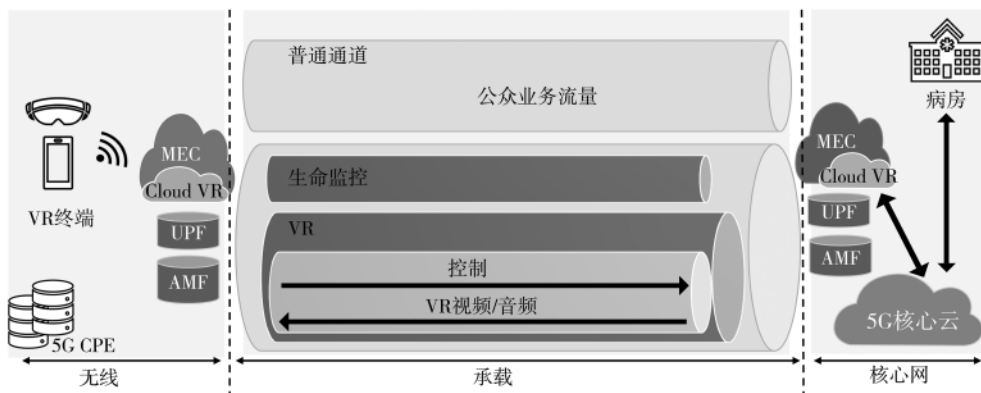 普通通道
公众业务流量
病房
MEC
Cloud VR
VR终端
UPF
AMF
5G CPE
生命监控
VR
控制
VR视频/音频
MEC
Cloud VR
UPF
AMF
5G核心云
无线
承载
核心网